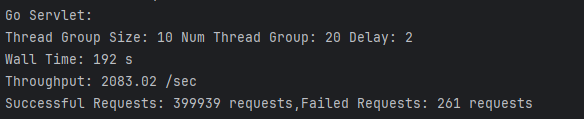 Go Servlet:
Thread Group Size: 10 Num Thread Group: 20 Delay: 2
Wall Time: 192 s
Throughput: 2083.02 /sec
Successful Requests: 399939 requests,Failed Requests: 261 requests